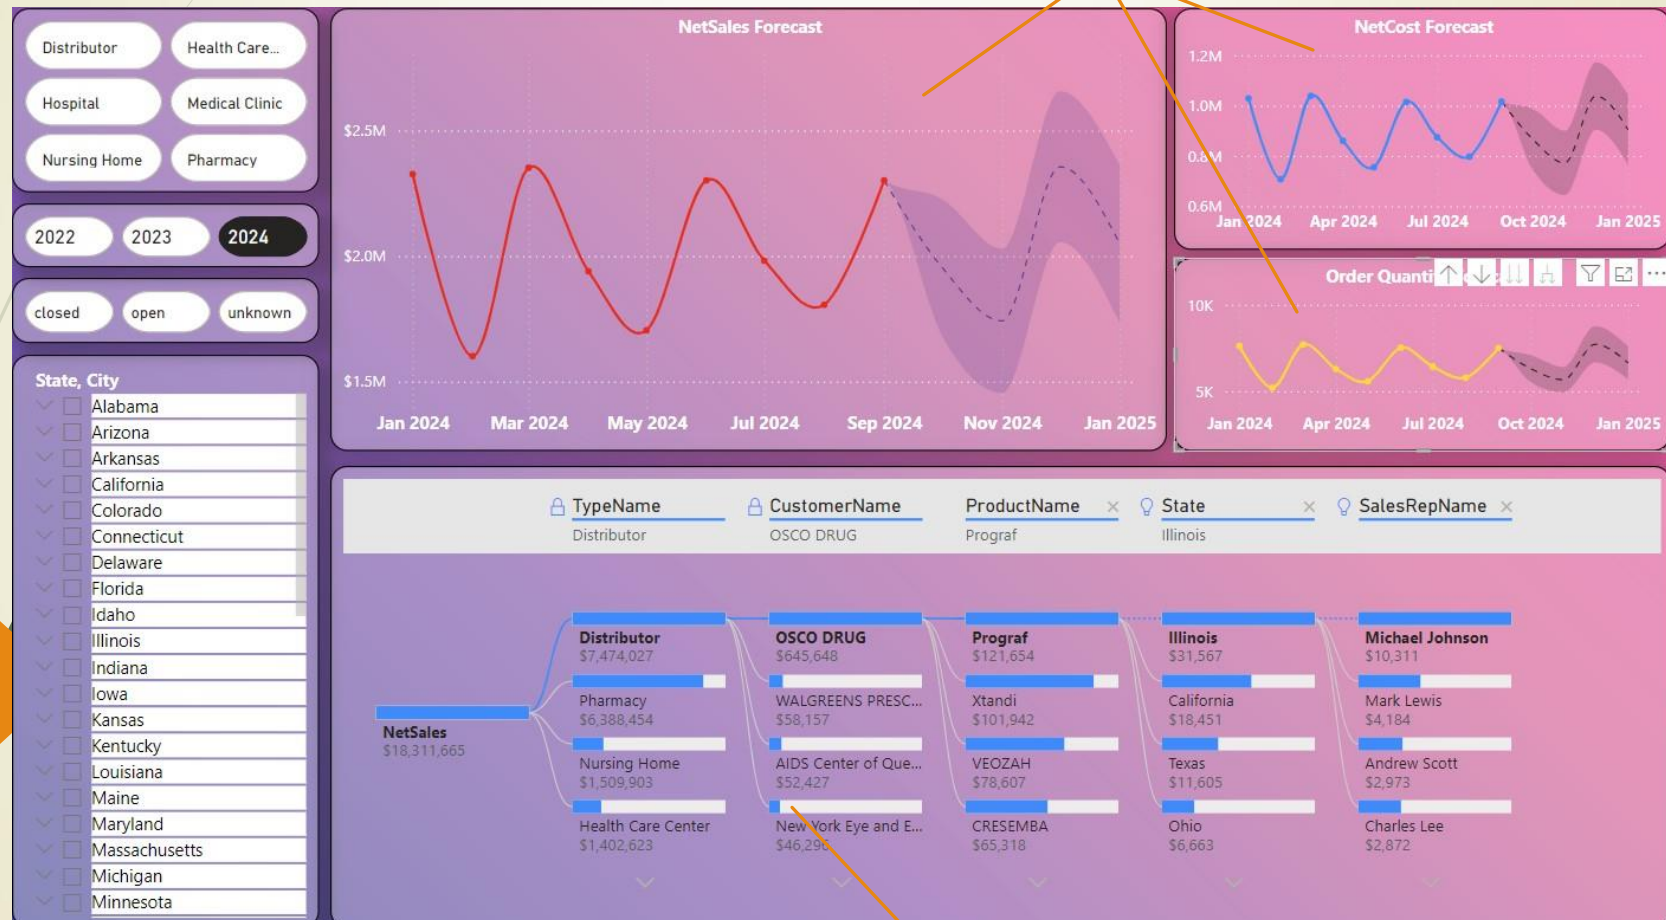 Distributor
Health Care...
Hospital
Medical Clinic
Nursing Home
Pharmacy
2022
2023
2024
closed
open
unknown
State, City
Alabama
Arizona
Arkansas
California
Colorado
Connecticut
Delaware
Florida
Idaho
Illinois
Indiana
Iowa
Kansas
Kentucky
Louisiana
Maine
Maryland
Massachusetts
Michigan
Minnesota
NetSales Forecast
$2.5M
$2.0M
$1.5M
Jan 2024 Mar 2024 May 2024 Jul 2024 Sep 2024 Nov 2024 Jan 2025
NetCost Forecast
1.2M
1.0M
0.8M
0.6M
Jan 2024 Apr 2024 Jul 2024 Oct 2024 Jan 2025
Order Quanti
10K
5K
Jan 2024 Apr 2024 Jul 2024 Oct 2024 Jan 2025
TypeName CustomerName ProductName State SalesRepName
Distributor OSCO DRUG Prograf Illinois
NetSales
$18,311,665
Distributor
$7,474,027
Pharmacy
$6,388,454
Nursing Home
$1,509,903
Health Care Center
$1,402,623
OSCO DRUG
$645,648
WALGREENS PRESC...
$58,157
AIDS Center of Que...
$52,427
New York Eye and E...
$46,296
Prograf
$121,654
Xtandi
$101,942
VEOZAH
$78,607
CRESEMBA
$65,318
Illinois
$31,567
California
$18,451
Texas
$11,605
Ohio
$6,663
Michael Johnson
$10,311
Mark Lewis
$4,184
Andrew Scott
$2,973
Charles Lee
$2,872